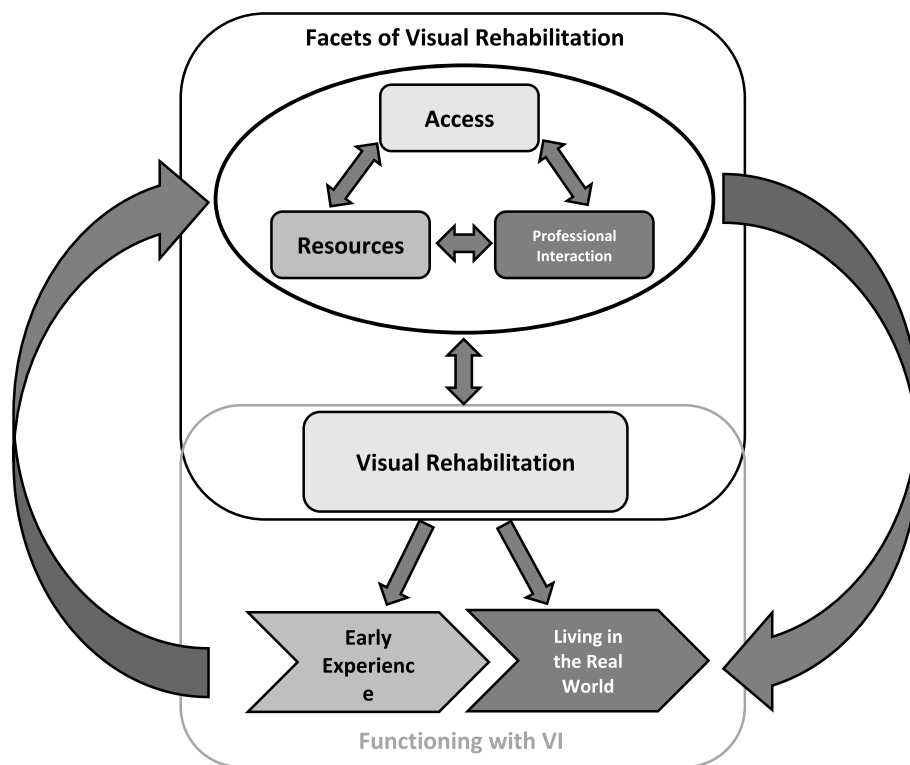 Facets of Visual Rehabilitation
Access
Resources
Professional
Interaction
Visual Rehabilitation
Early
Experienc
e
Living in
the Real
World
Functioning with VI